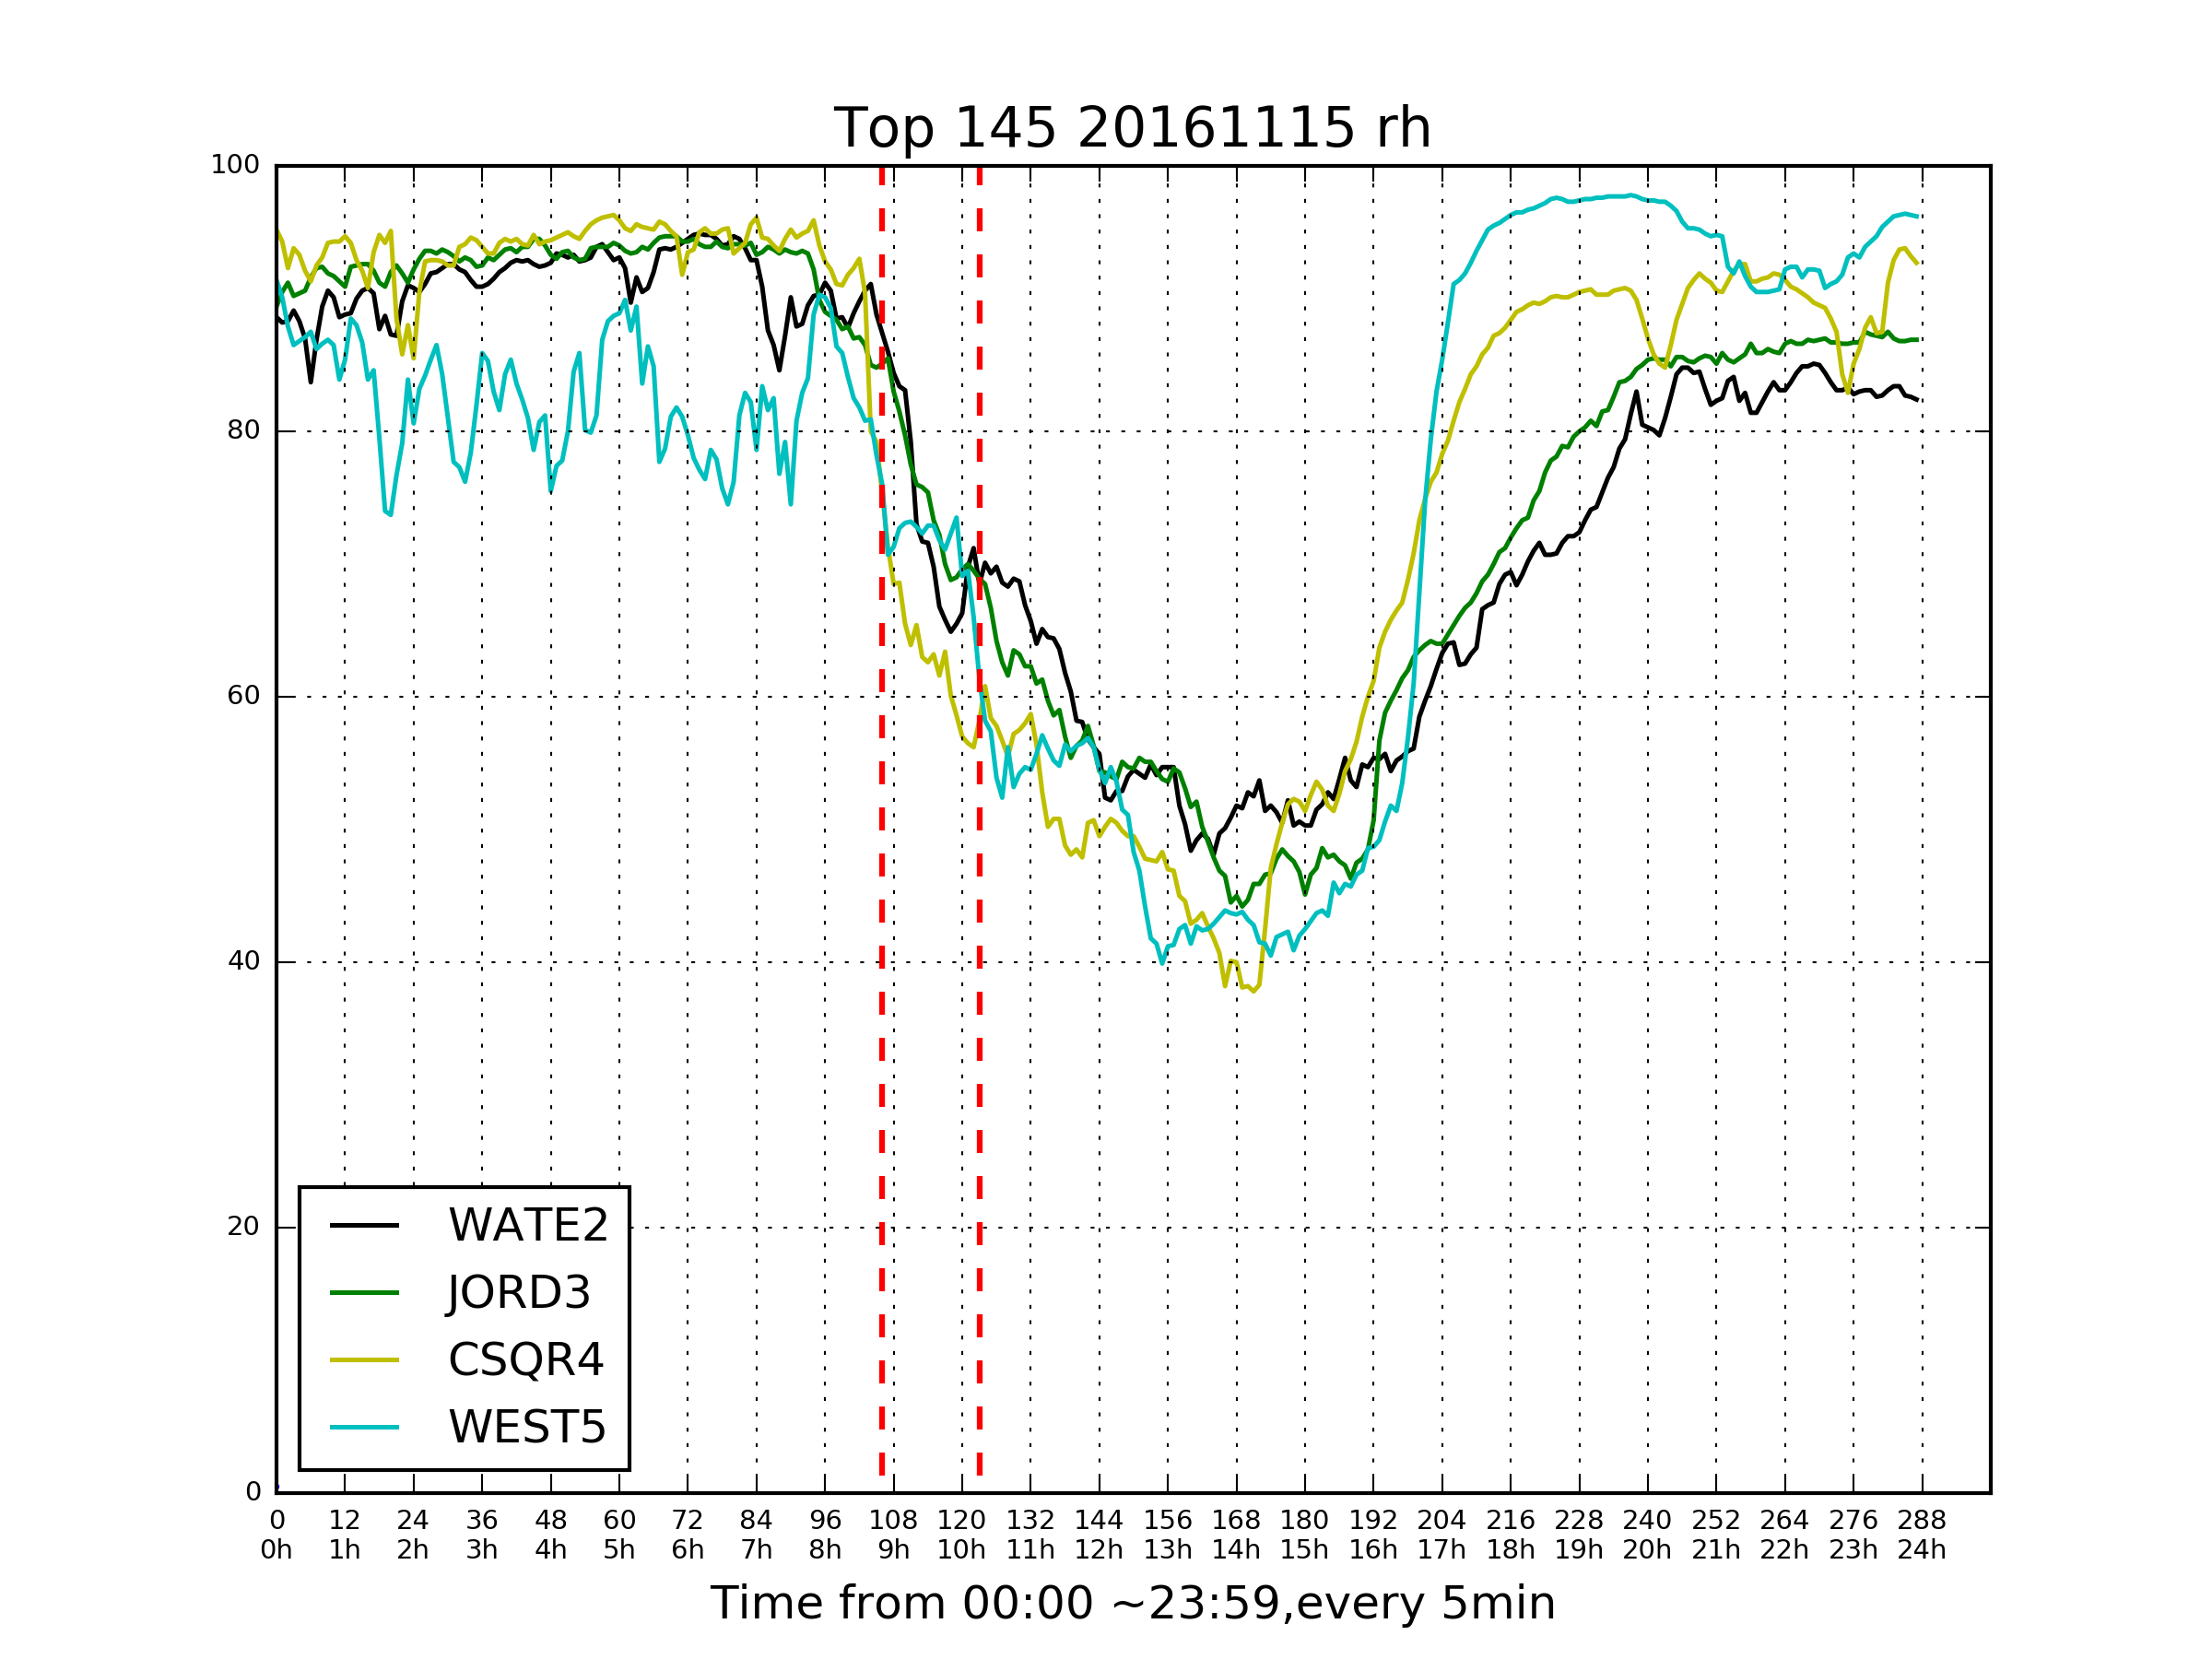 Top 145 20161115 rh
100
80
60
40
20
0
WATE2
JORD3
CSQR4
WEST5
0 12 24 36 48 60 72 84 96 108 120 132 144 156 168 180 192 204 216 228 240 252 264 276 288
0h 1h 2h 3h 4h 5h 6h 7h 8h 9h 10h 11h 12h 13h 14h 15h 16h 17h 18h 19h 20h 21h 22h 23h 24h
Time from 00:00 ~23:59,every 5min